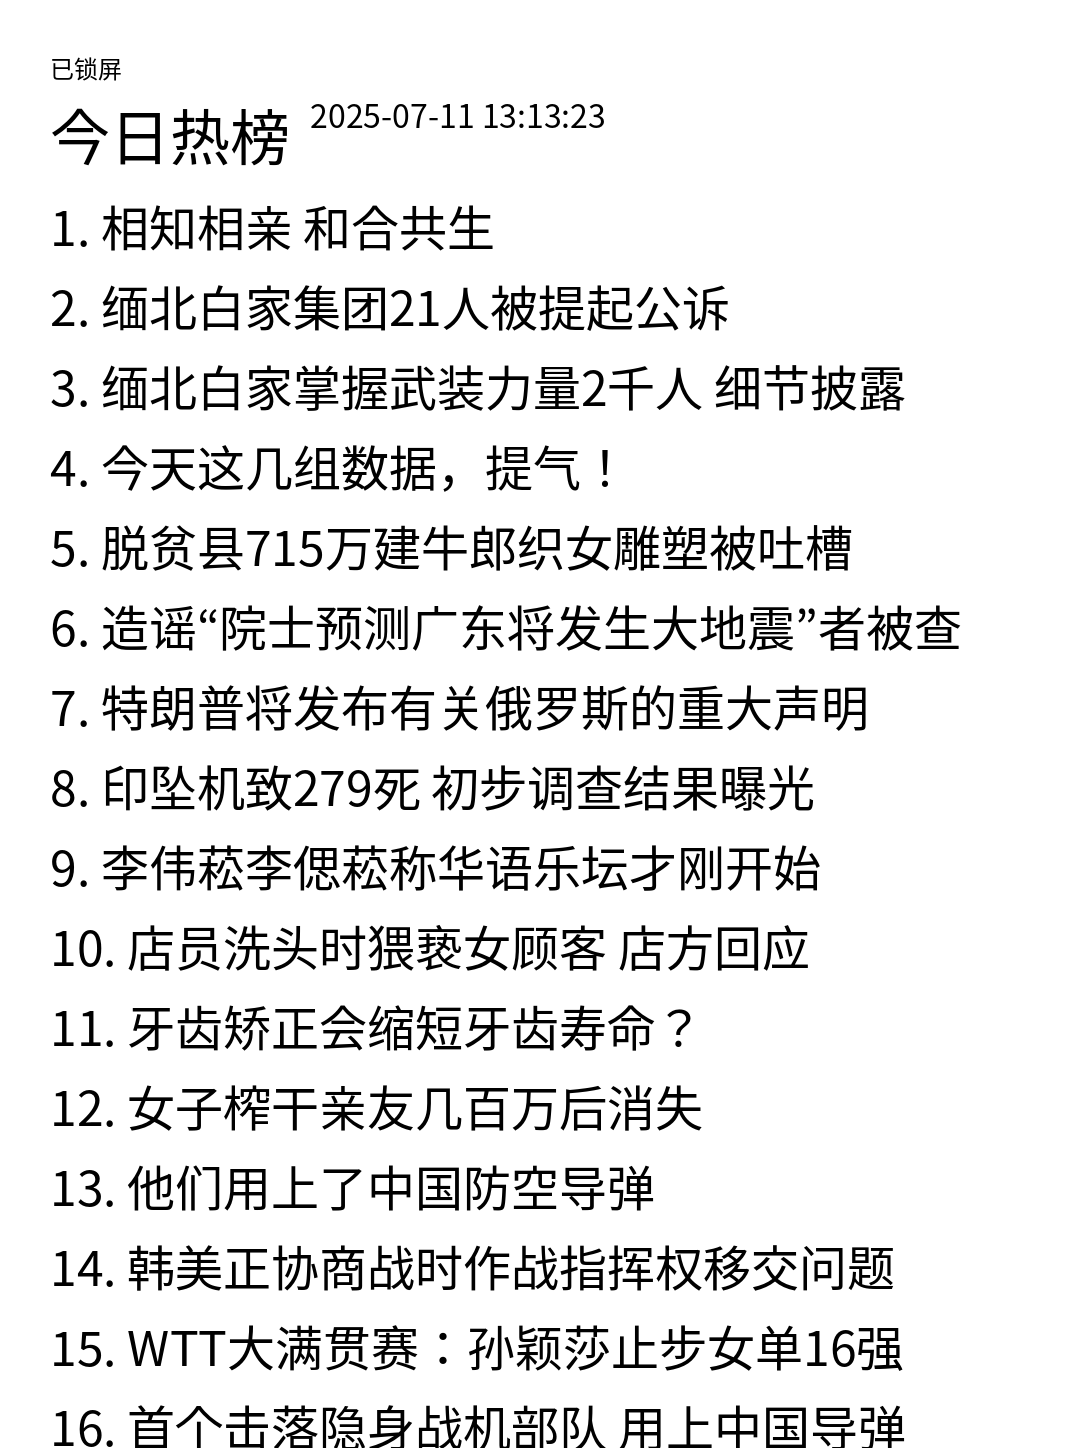 已锁屏
今日热榜 2025-07-11 13:13:23
1. 相知相亲 和合共生
2. 缅北白家集团21人被提起公诉
3. 缅北白家掌握武装力量2千人 细节披露
4. 今天这几组数据，提气！
5. 脱贫县715万建牛郎织女雕塑被吐槽
6. 造谣“院士预测广东将发生大地震”者被查
7. 特朗普将发布有关俄罗斯的重大声明
8. 印坠机致279死 初步调查结果曝光
9. 李伟菘李偲菘称华语乐坛才刚开始
10. 店员洗头时猥亵女顾客 店方回应
11. 牙齿矫正会缩短牙齿寿命？
12. 女子榨干亲友几百万后消失
13. 他们用上了中国防空导弹
14. 韩美正协商战时作战指挥权移交问题
15. WTT大满贯赛：孙颖莎止步女单16强
16. 首个击落隐身战机部队 用上中国导弹